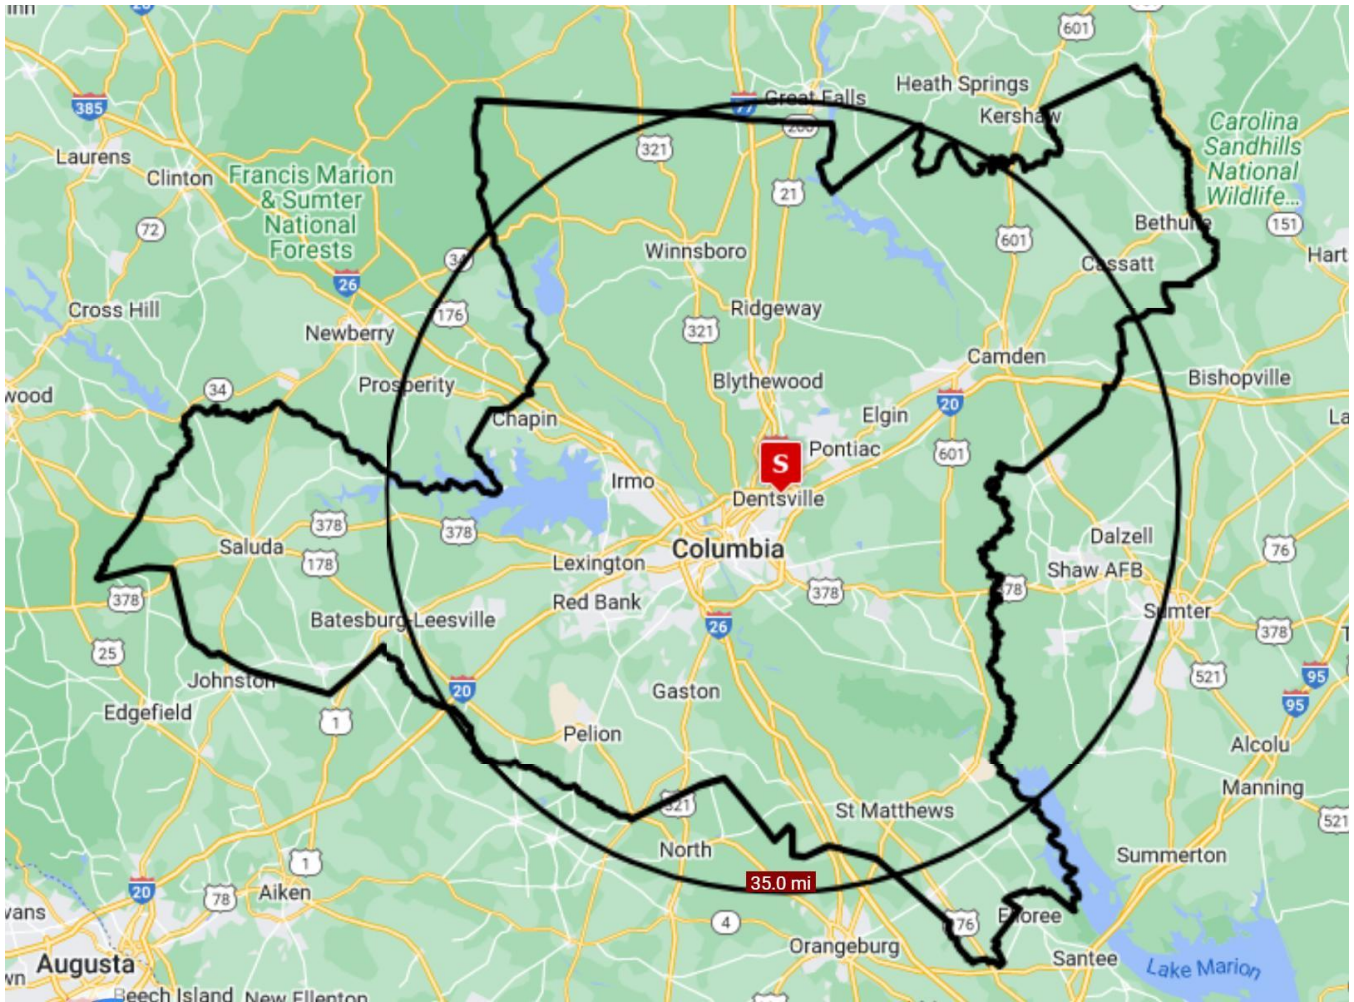 601
Great Falls
Heath Springs
77
200
Kershaw
385
321
Carolina
Sandhills
National
Wildlife...
Laurens
Clinton
Francis Marion
& Sumter
National
Forests
21
72
Winnsboro
601
Bethune
151
34
Cassatt
Hart
26
Cross Hill
176
Ridgeway
Newberry
321
Camden
34
Prosperity
Blythewood
Bishopville
wood
20
Chapin
Elgin
La
S
Pontiac
601
Irmo
Dentsville
378
378
Saluda
178
Columbia
Dalzell
76
Lexington
Shaw AFB
378
Red Bank
378
78
Sumter
Batesburg-Leesville
26
378
25
521
95
Johnston
20
Gaston
95
Edgefield
1
Pelion
Alcolu
Manning
321
St Matthews
521
North
Summerton
1
35.0 mi
20
78
Aiken
vans
4
76
Elloree
Orangeburg
Santee
Augusta
Lake Marion
wn
Beech Island
New Ellenton